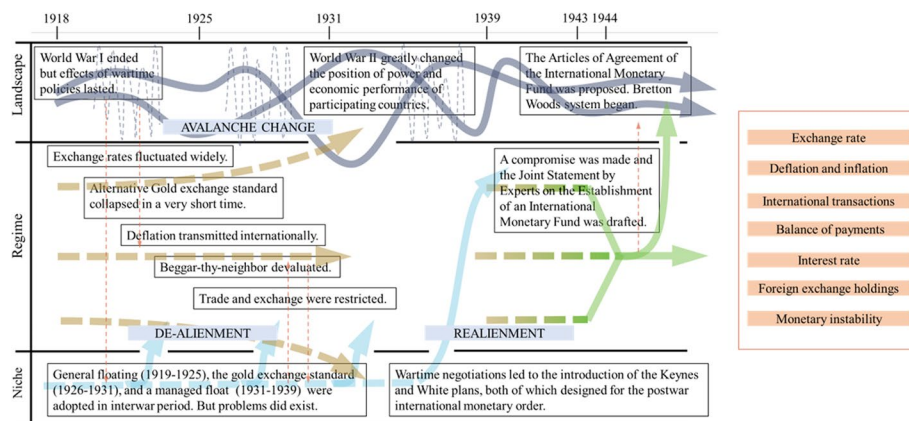 1918 1925 1931 1939 1943 1944
Landscape
World War I ended
but effects of wartime
policies lasted.
World War II greatly changed
the position of power and
economic performance of
participating countries.
The Articles of Agreement of
the International Monetary
Fund was proposed. Bretton
Woods system began.
AVALANCHE CHANGE
Regime
Exchange rates fluctuated widely.
Alternative Gold exchange standard
collapsed in a very short time.
Deflation transmitted internationally.
Beggar-thy-neighbor devaluated.
Trade and exchange were restricted.
A compromise was made and
the Joint Statement by
Experts on the Establishment
of an International
Monetary Fund was drafted.
DE-ALIENMENT
REALIENMENT
Niche
General floating (1919-1925), the gold exchange standard
(1926-1931), and a managed float (1931-1939) were
adopted in interwar period. But problems did exist.
Wartime negotiations led to the introduction of the Keynes
and White plans, both of which designed for the postwar
international monetary order.
Exchange rate
Deflation and inflation
International transactions
Balance of payments
Interest rate
Foreign exchange holdings
Monetary instability